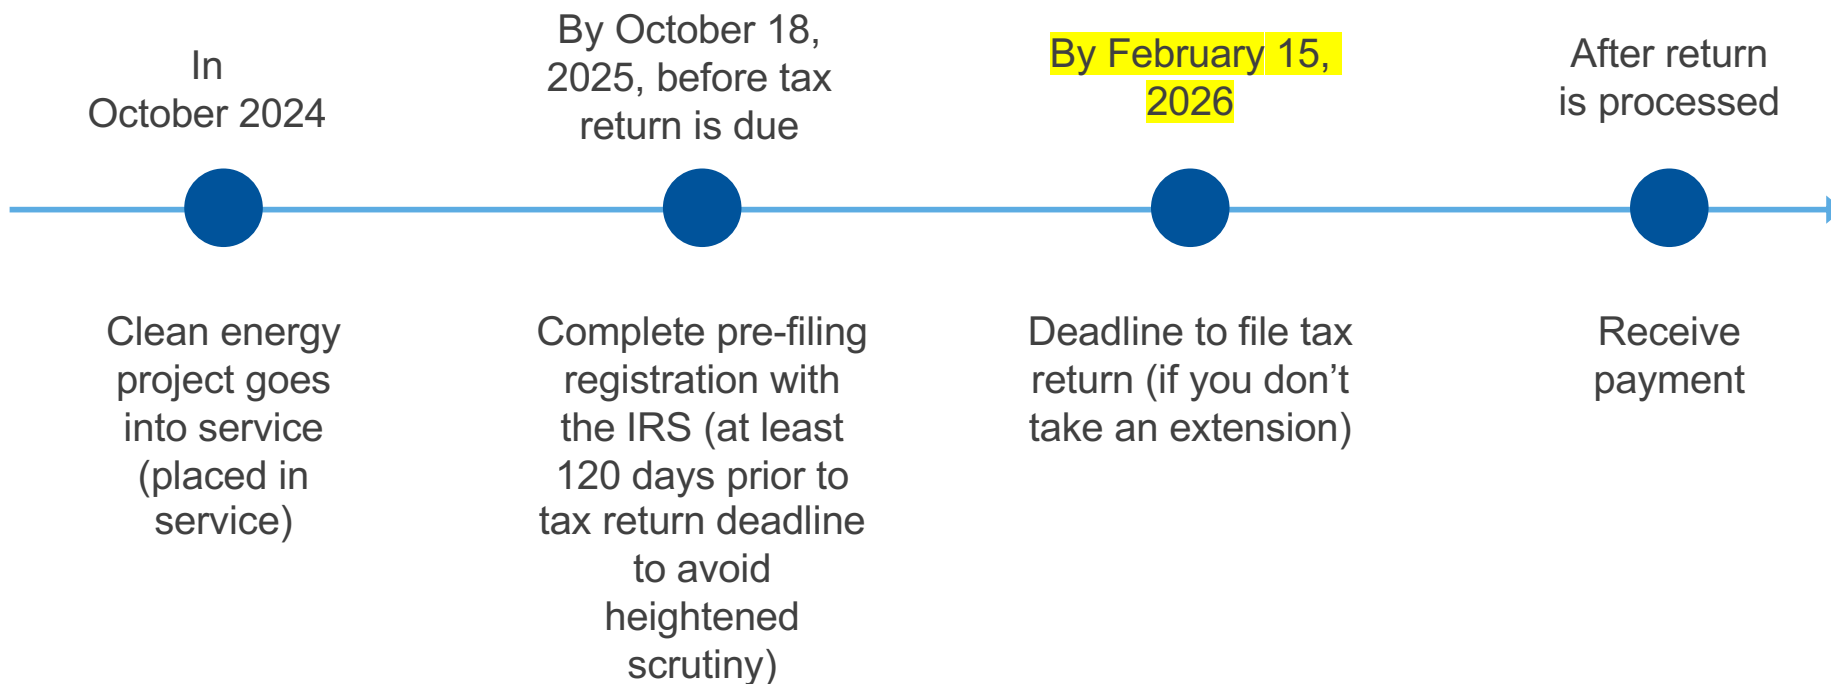 In
October 2024
By October 18,
2025, before tax
return is due
By February 15,
2026
After return
is processed
Clean energy
project goes
into service
(placed in
service)
Complete pre-filing
registration with
the IRS (at least
120 days prior to
tax return deadline
to avoid
heightened
scrutiny)
Deadline to file tax
return (if you don’t
take an extension)
Receive
payment